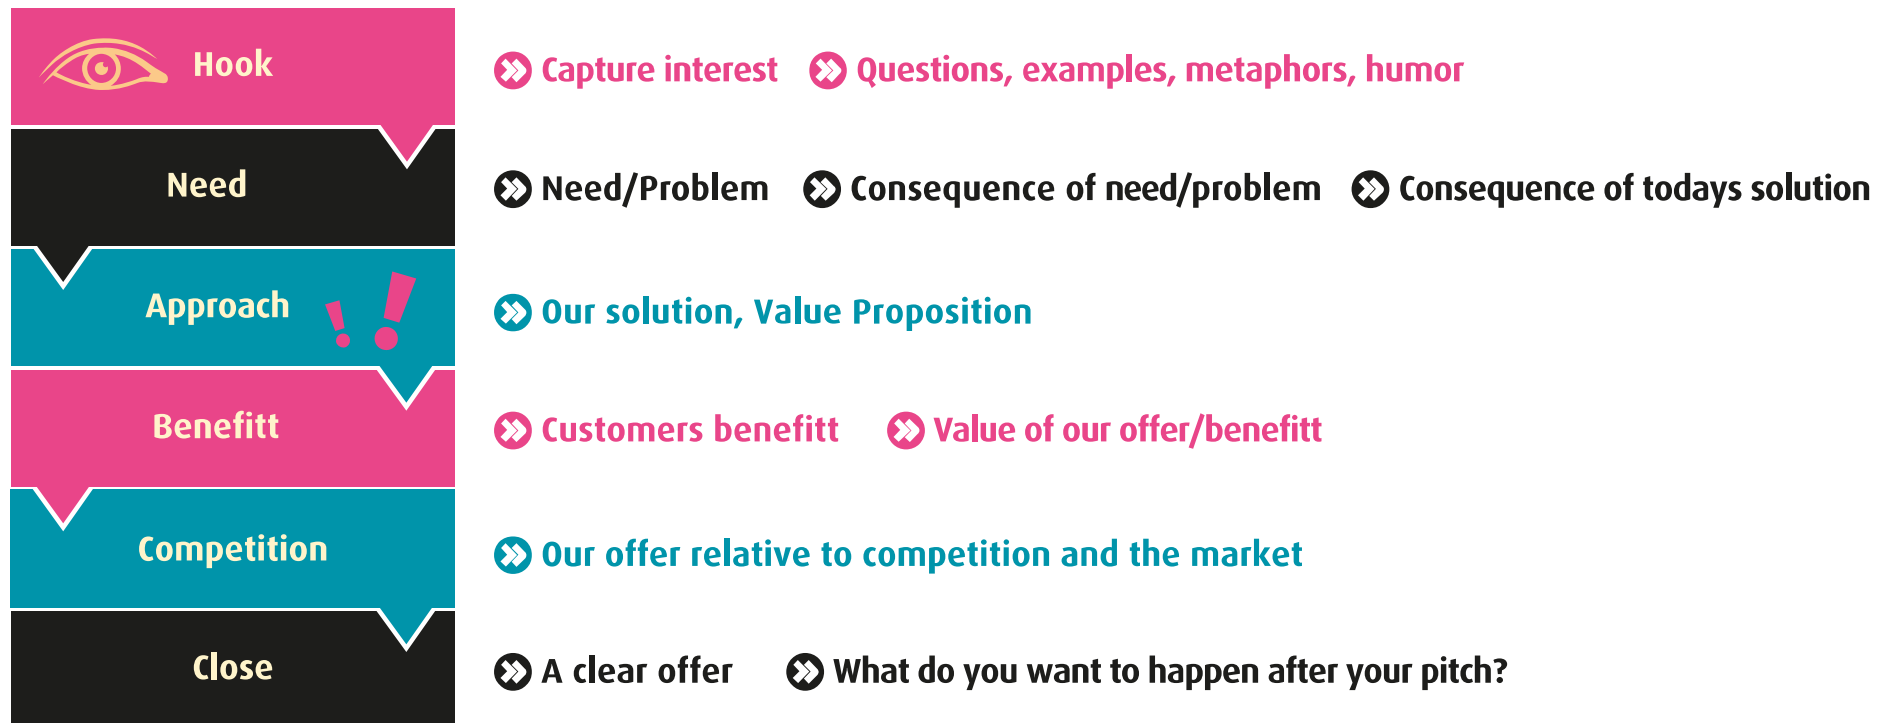 Hook
Capture interest Questions, examples, metaphors, humor
Need
Need/Problem Consequence of need/problem Consequence of todays solution
Approach
Our solution, Value Proposition
Benefitt
Customers benefitt Value of our offer/benefitt
Competition
Our offer relative to competition and the market
Close
A clear offer What do you want to happen after your pitch?